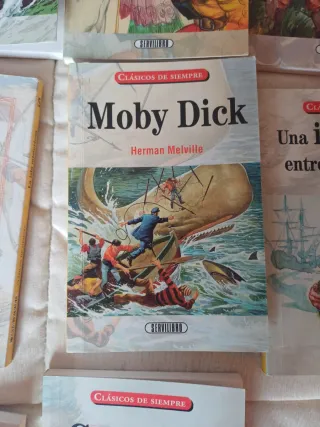 SERVILIBRO
CLÁSICOS DE SIEMPRE
Moby Dick
Herman Melville
SERVILIBRO
Una
entre
CLÁSICOS DE SIEMPRE